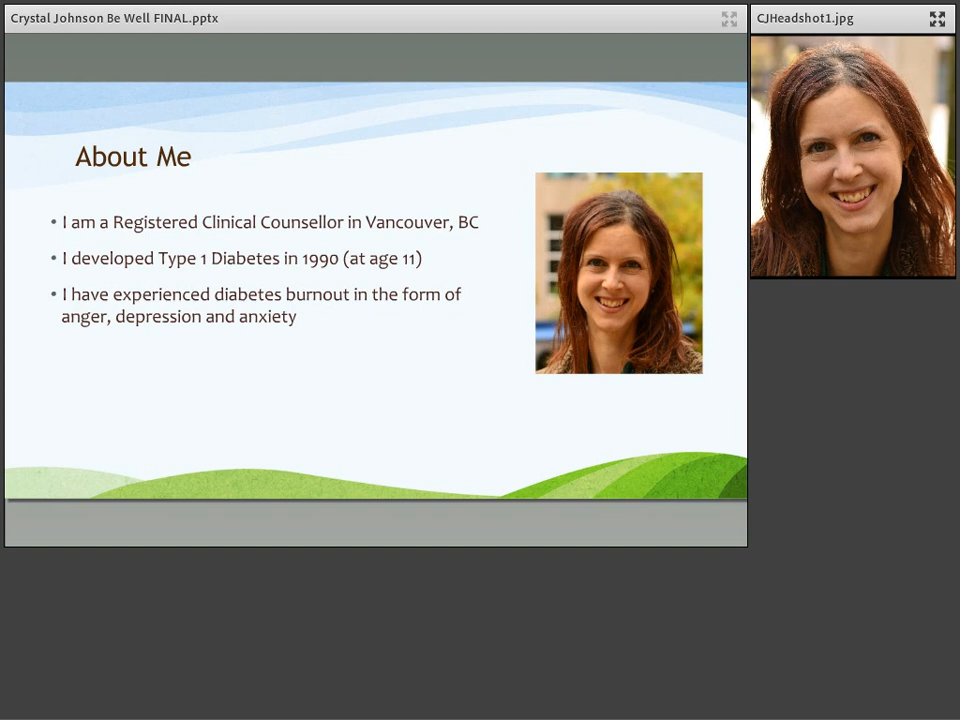 Crystal Johnson Be Well FINAL.pptx
CJHeadshot1.jpg
About Me
• I am a Registered Clinical Counsellor in Vancouver, BC
• I developed Type 1 Diabetes in 1990 (at age 11)
• I have experienced diabetes burnout in the form of
anger, depression and anxiety